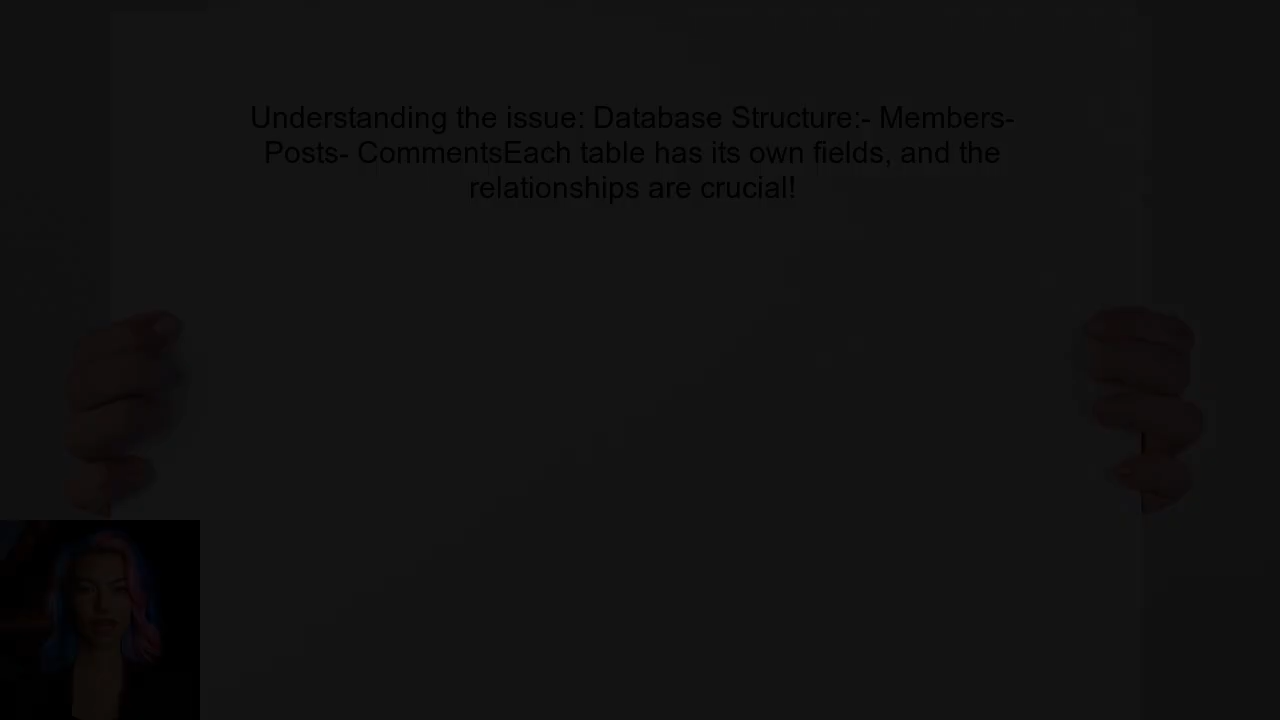 Understanding the issue: Database Structure:- Members-
Posts- CommentsEach table has its own fields, and the
relationships are crucial!